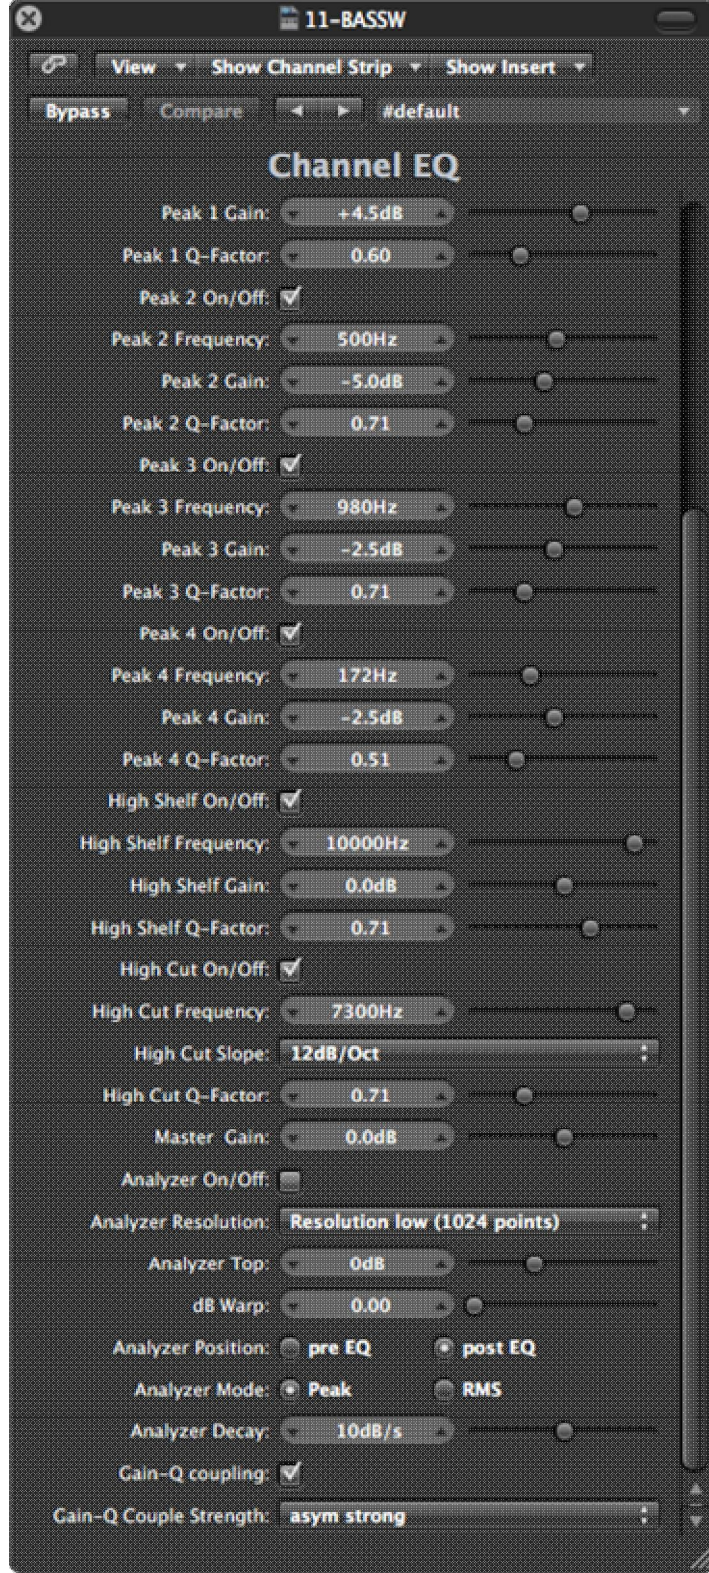 11-BASSW
View Show Channel Strip Show Insert
Bypass Compare #default
Channel EQ
Peak 1 Gain: +4.5dB
Peak 1 Q-Factor: 0.60
Peak 2 On/Off:
Peak 2 Frequency: 500Hz
Peak 2 Gain: -5.0dB
Peak 2 Q-Factor: 0.71
Peak 3 On/Off:
Peak 3 Frequency: 980Hz
Peak 3 Gain: -2.5dB
Peak 3 Q-Factor: 0.71
Peak 4 On/Off:
Peak 4 Frequency: 172Hz
Peak 4 Gain: -2.5dB
Peak 4 Q-Factor: 0.51
High Shelf On/Off:
High Shelf Frequency: 10000Hz
High Shelf Gain: 0.0dB
High Shelf Q-Factor: 0.71
High Cut On/Off:
High Cut Frequency: 7300Hz
High Cut Slope: 12dB/Oct
High Cut Q-Factor: 0.71
Master Gain: 0.0dB
Analyzer On/Off:
Analyzer Resolution: Resolution low (1024 points)
Analyzer Top: 0dB
dB Warp: 0.00
Analyzer Position: pre EQ post EQ
Analyzer Mode: Peak RMS
Analyzer Decay: 10dB/s
Gain-Q coupling:
Gain-Q Couple Strength: asym strong